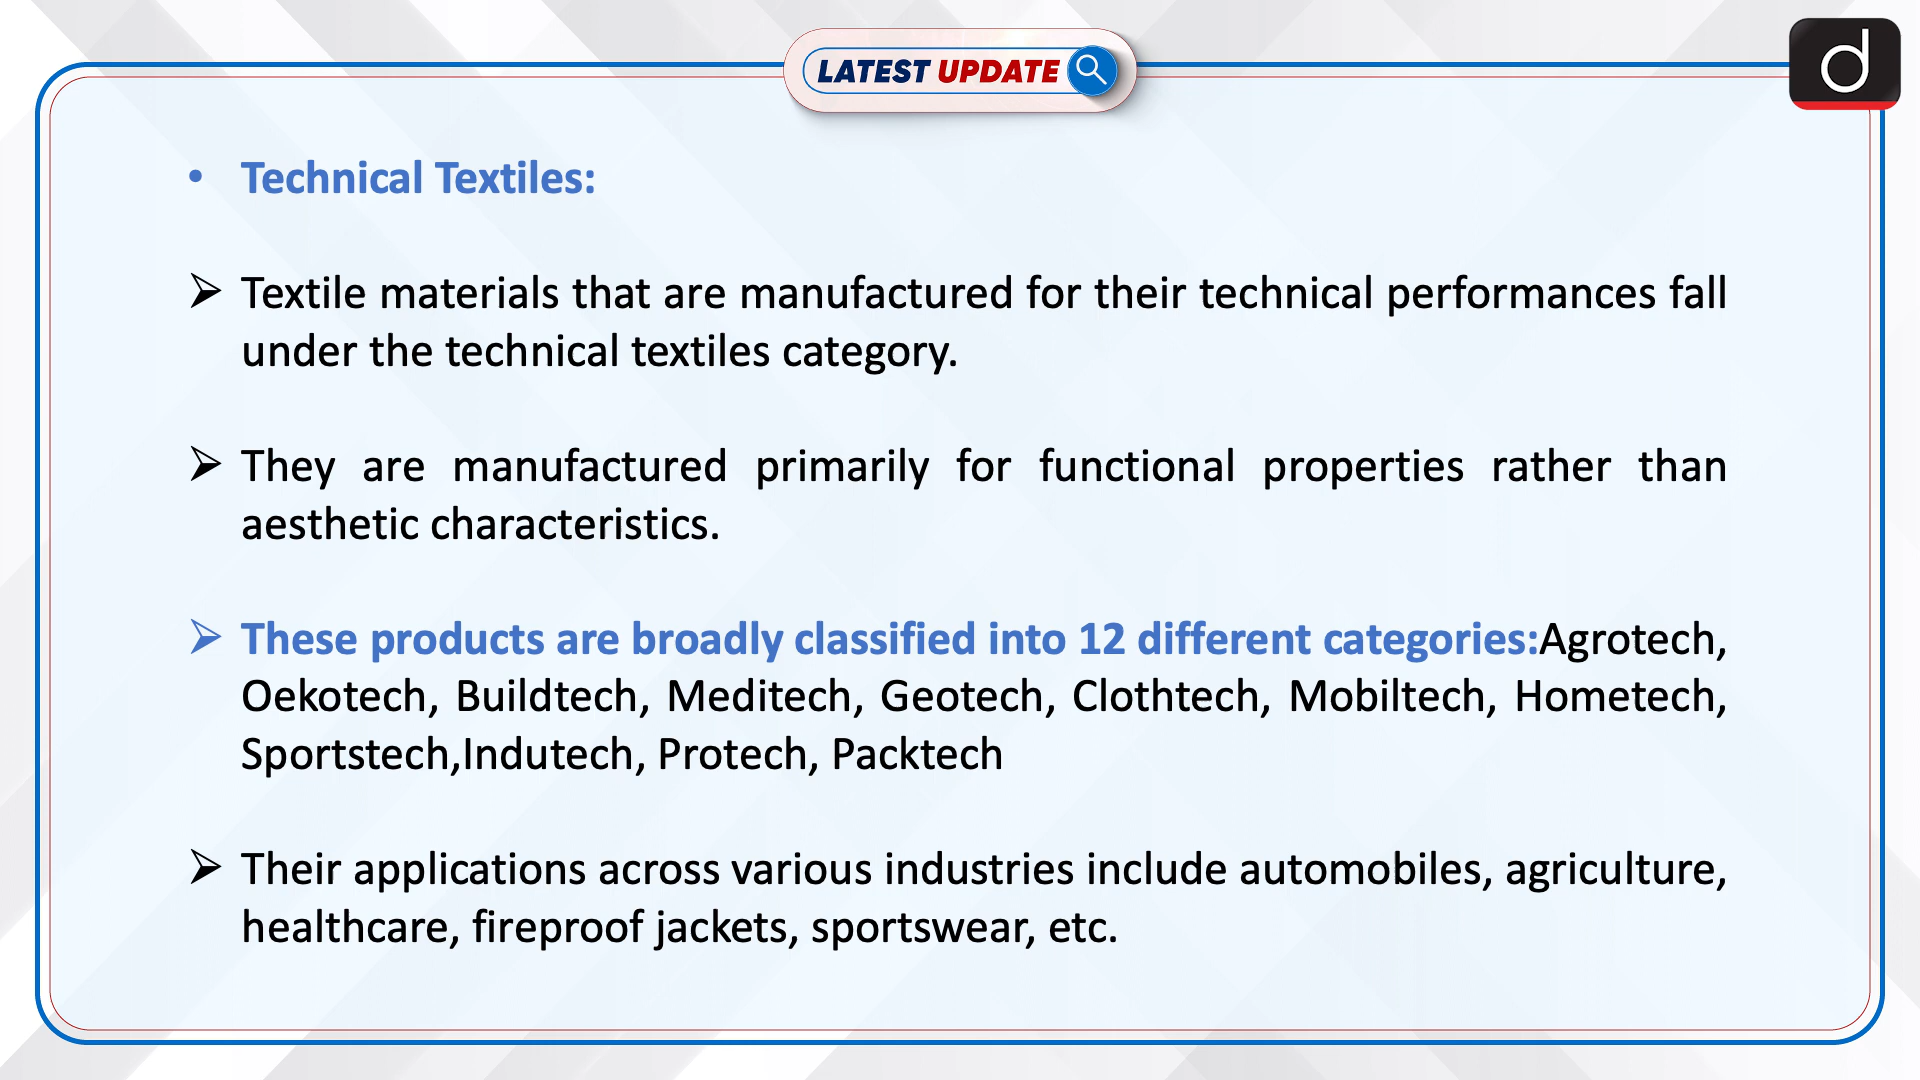 LATEST UPDATE
d
• Technical Textiles:
➢ Textile materials that are manufactured for their technical performances fall
under the technical textiles category.
➢ They are manufactured primarily for functional properties rather than
aesthetic characteristics.
➢ These products are broadly classified into 12 different categories:Agrotech,
Oekotech, Buildtech, Meditech, Geotech, Clothtech, Mobiltech, Hometech,
Sportstech,Indutech, Protech, Packtech
➢ Their applications across various industries include automobiles, agriculture,
healthcare, fireproof jackets, sportswear, etc.